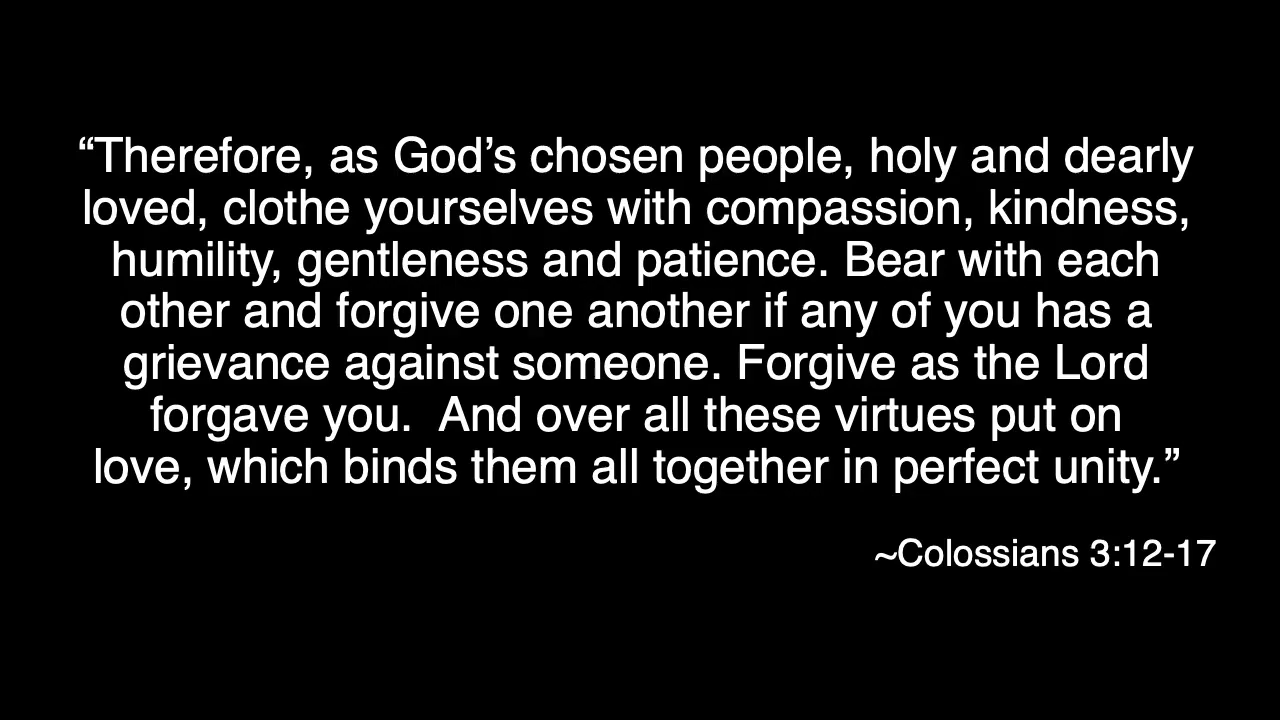 “Therefore, as God’s chosen people, holy and dearly
loved, clothe yourselves with compassion, kindness,
humility, gentleness and patience. Bear with each
other and forgive one another if any of you has a
grievance against someone. Forgive as the Lord
forgave you.  And over all these virtues put on
love, which binds them all together in perfect unity.”
~Colossians 3:12-17